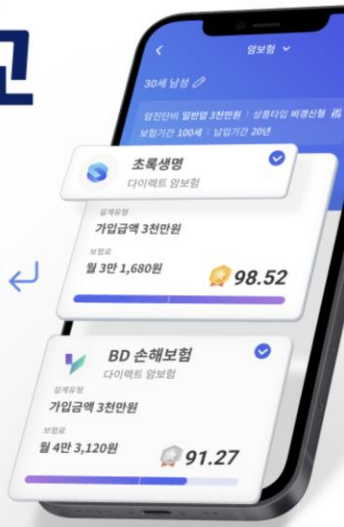 교
암보험
30세 남성
암진단비 일반암 3천만원 | 상품타입 비갱신형
보험기간 100세 | 납입기간 20년
초록생명
다이렉트 암보험
설계유형
가입급액 3천만원
보험료
월 3만 1,680원
98.52
BD 손해보험
다이렉트 암보험
설계유형
가입금액 3천만원
보험료
월 4만 3,120원
91.27